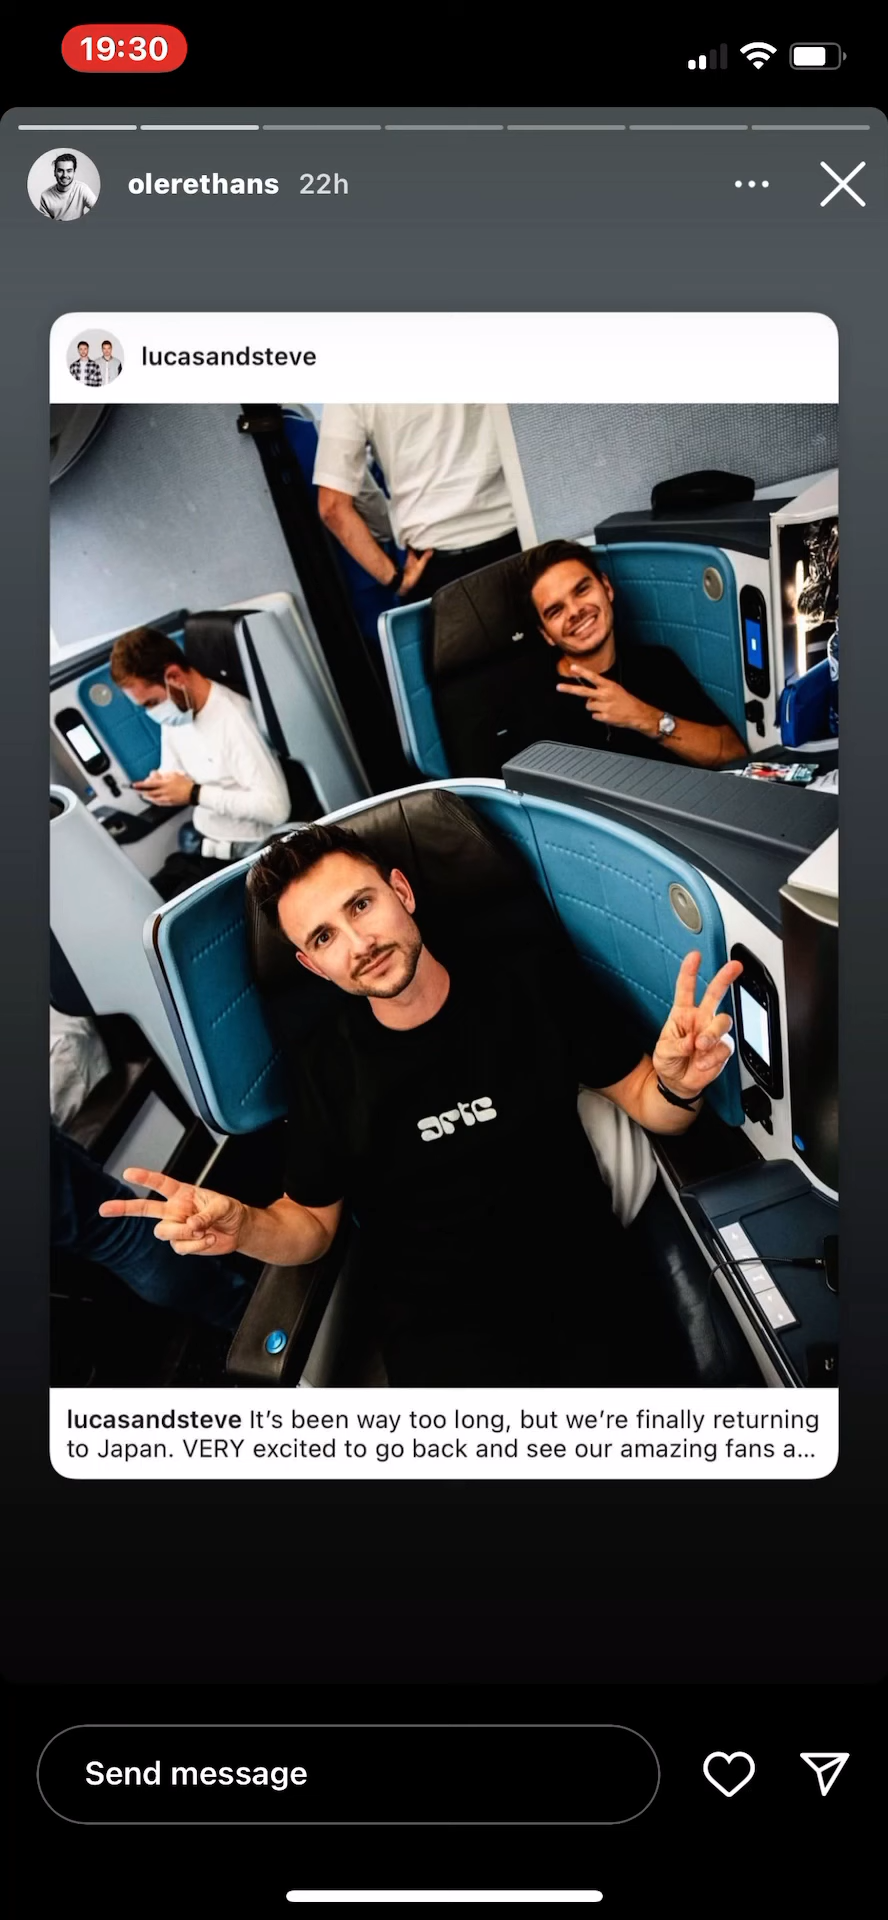 19:30
olerethans 22h
lucasandsteve
artc
lucasandsteve It’s been way too long, but we’re finally returning
to Japan. VERY excited to go back and see our amazing fans a...
Send message